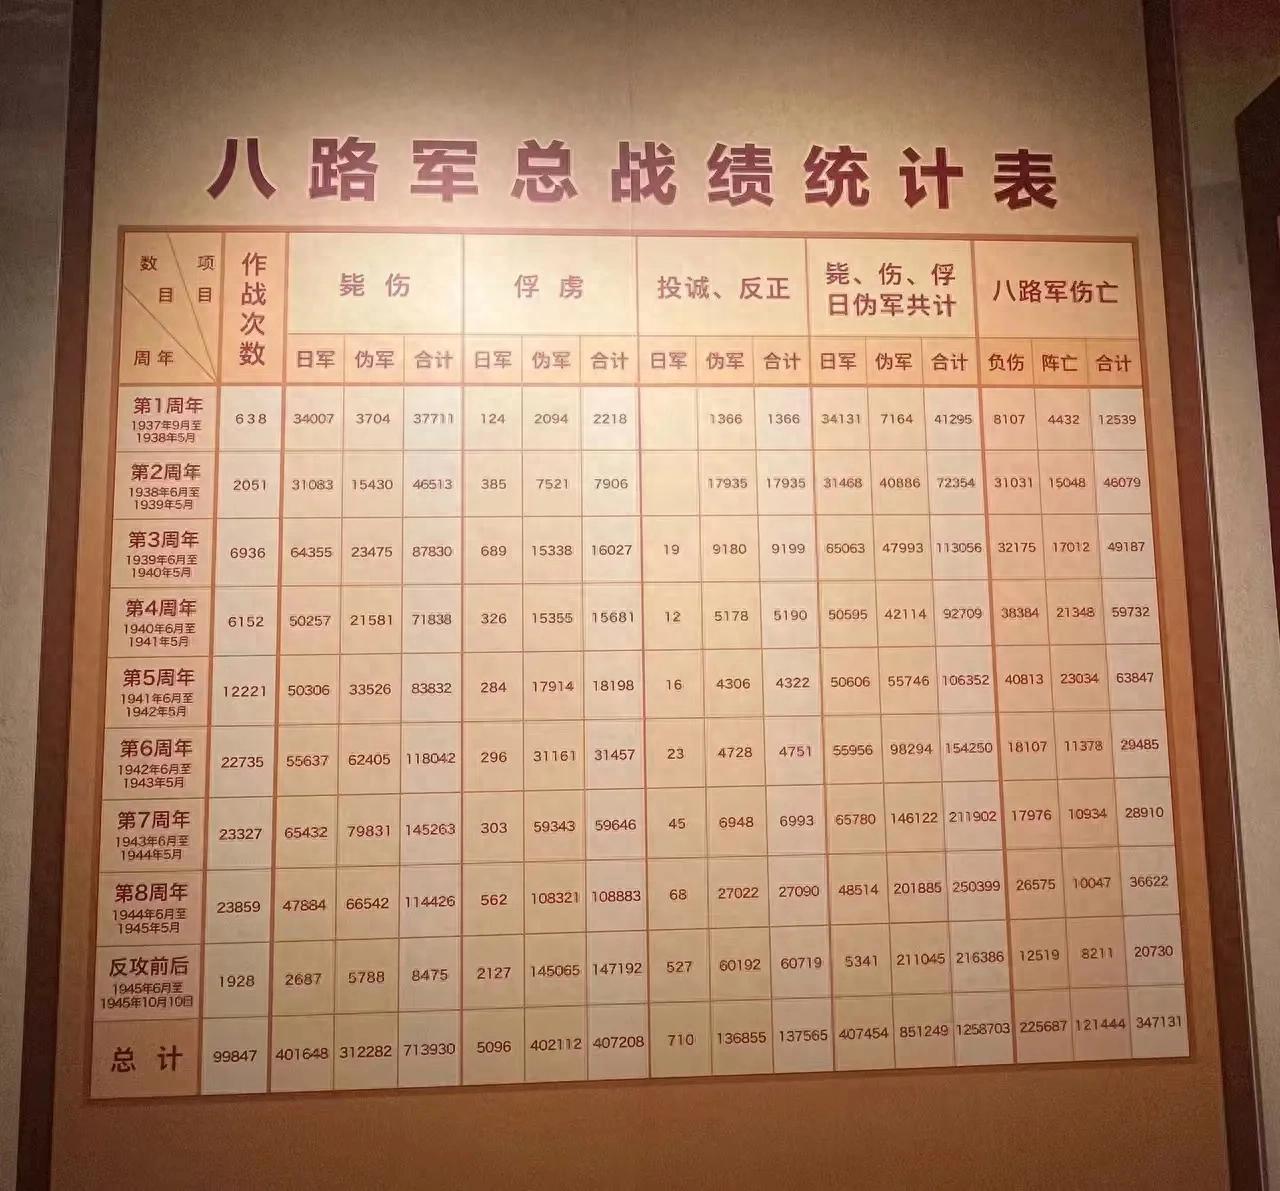 八路军总战绩统计表
数目 项目 周年 作战次数 毙伤 俘虏 投诚、反正 毙、伤、俘日伪军共计 八路军伤亡
日军 伪军 合计 日军 伪军 合计 日军 伪军 合计 日军 伪军 合计 负伤 阵亡 合计
第1周年 1937年9月至1938年5月 638 34007 3704 37711 124 2094 2218 1366 1366 34131 7164 41295 8107 4432 12539
第2周年 1938年6月至1939年5月 2051 31083 15430 46513 385 7521 7906 17935 17935 31468 40886 72354 31031 15048 46079
第3周年 1939年6月至1940年5月 6936 64355 23475 87830 689 15338 16027 19 9180 9199 65063 47993 113056 32175 17012 49187
第4周年 1940年6月至1941年5月 6152 50257 21581 71838 326 15355 15681 12 5178 5190 50595 42114 92709 38384 21348 59732
第5周年 1941年6月至1942年5月 12221 50306 33526 83832 284 17914 18198 16 4306 4322 50606 55746 106352 40813 23034 63847
第6周年 1942年6月至1943年5月 22735 55637 62405 118042 296 31161 31457 23 4728 4751 55956 98294 154250 18107 11378 29485
第7周年 1943年6月至1944年5月 23327 65432 79831 145263 303 59343 59646 45 6948 6993 65780 146122 211902 17976 10934 28910
第8周年 1944年6月至1945年5月 23859 47884 66542 114426 562 108321 108883 68 27022 27090 48514 201885 250399 26575 10047 36622
反攻前后 1945年6月至1945年10月10日 1928 2687 5788 8475 2127 145065 147192 527 60192 60719 5341 211045 216386 12519 8211 20730
总计 99847 401648 312282 713930 5096 402112 407208 710 136855 137565 407454 851249 1258703 225687 121444 347131